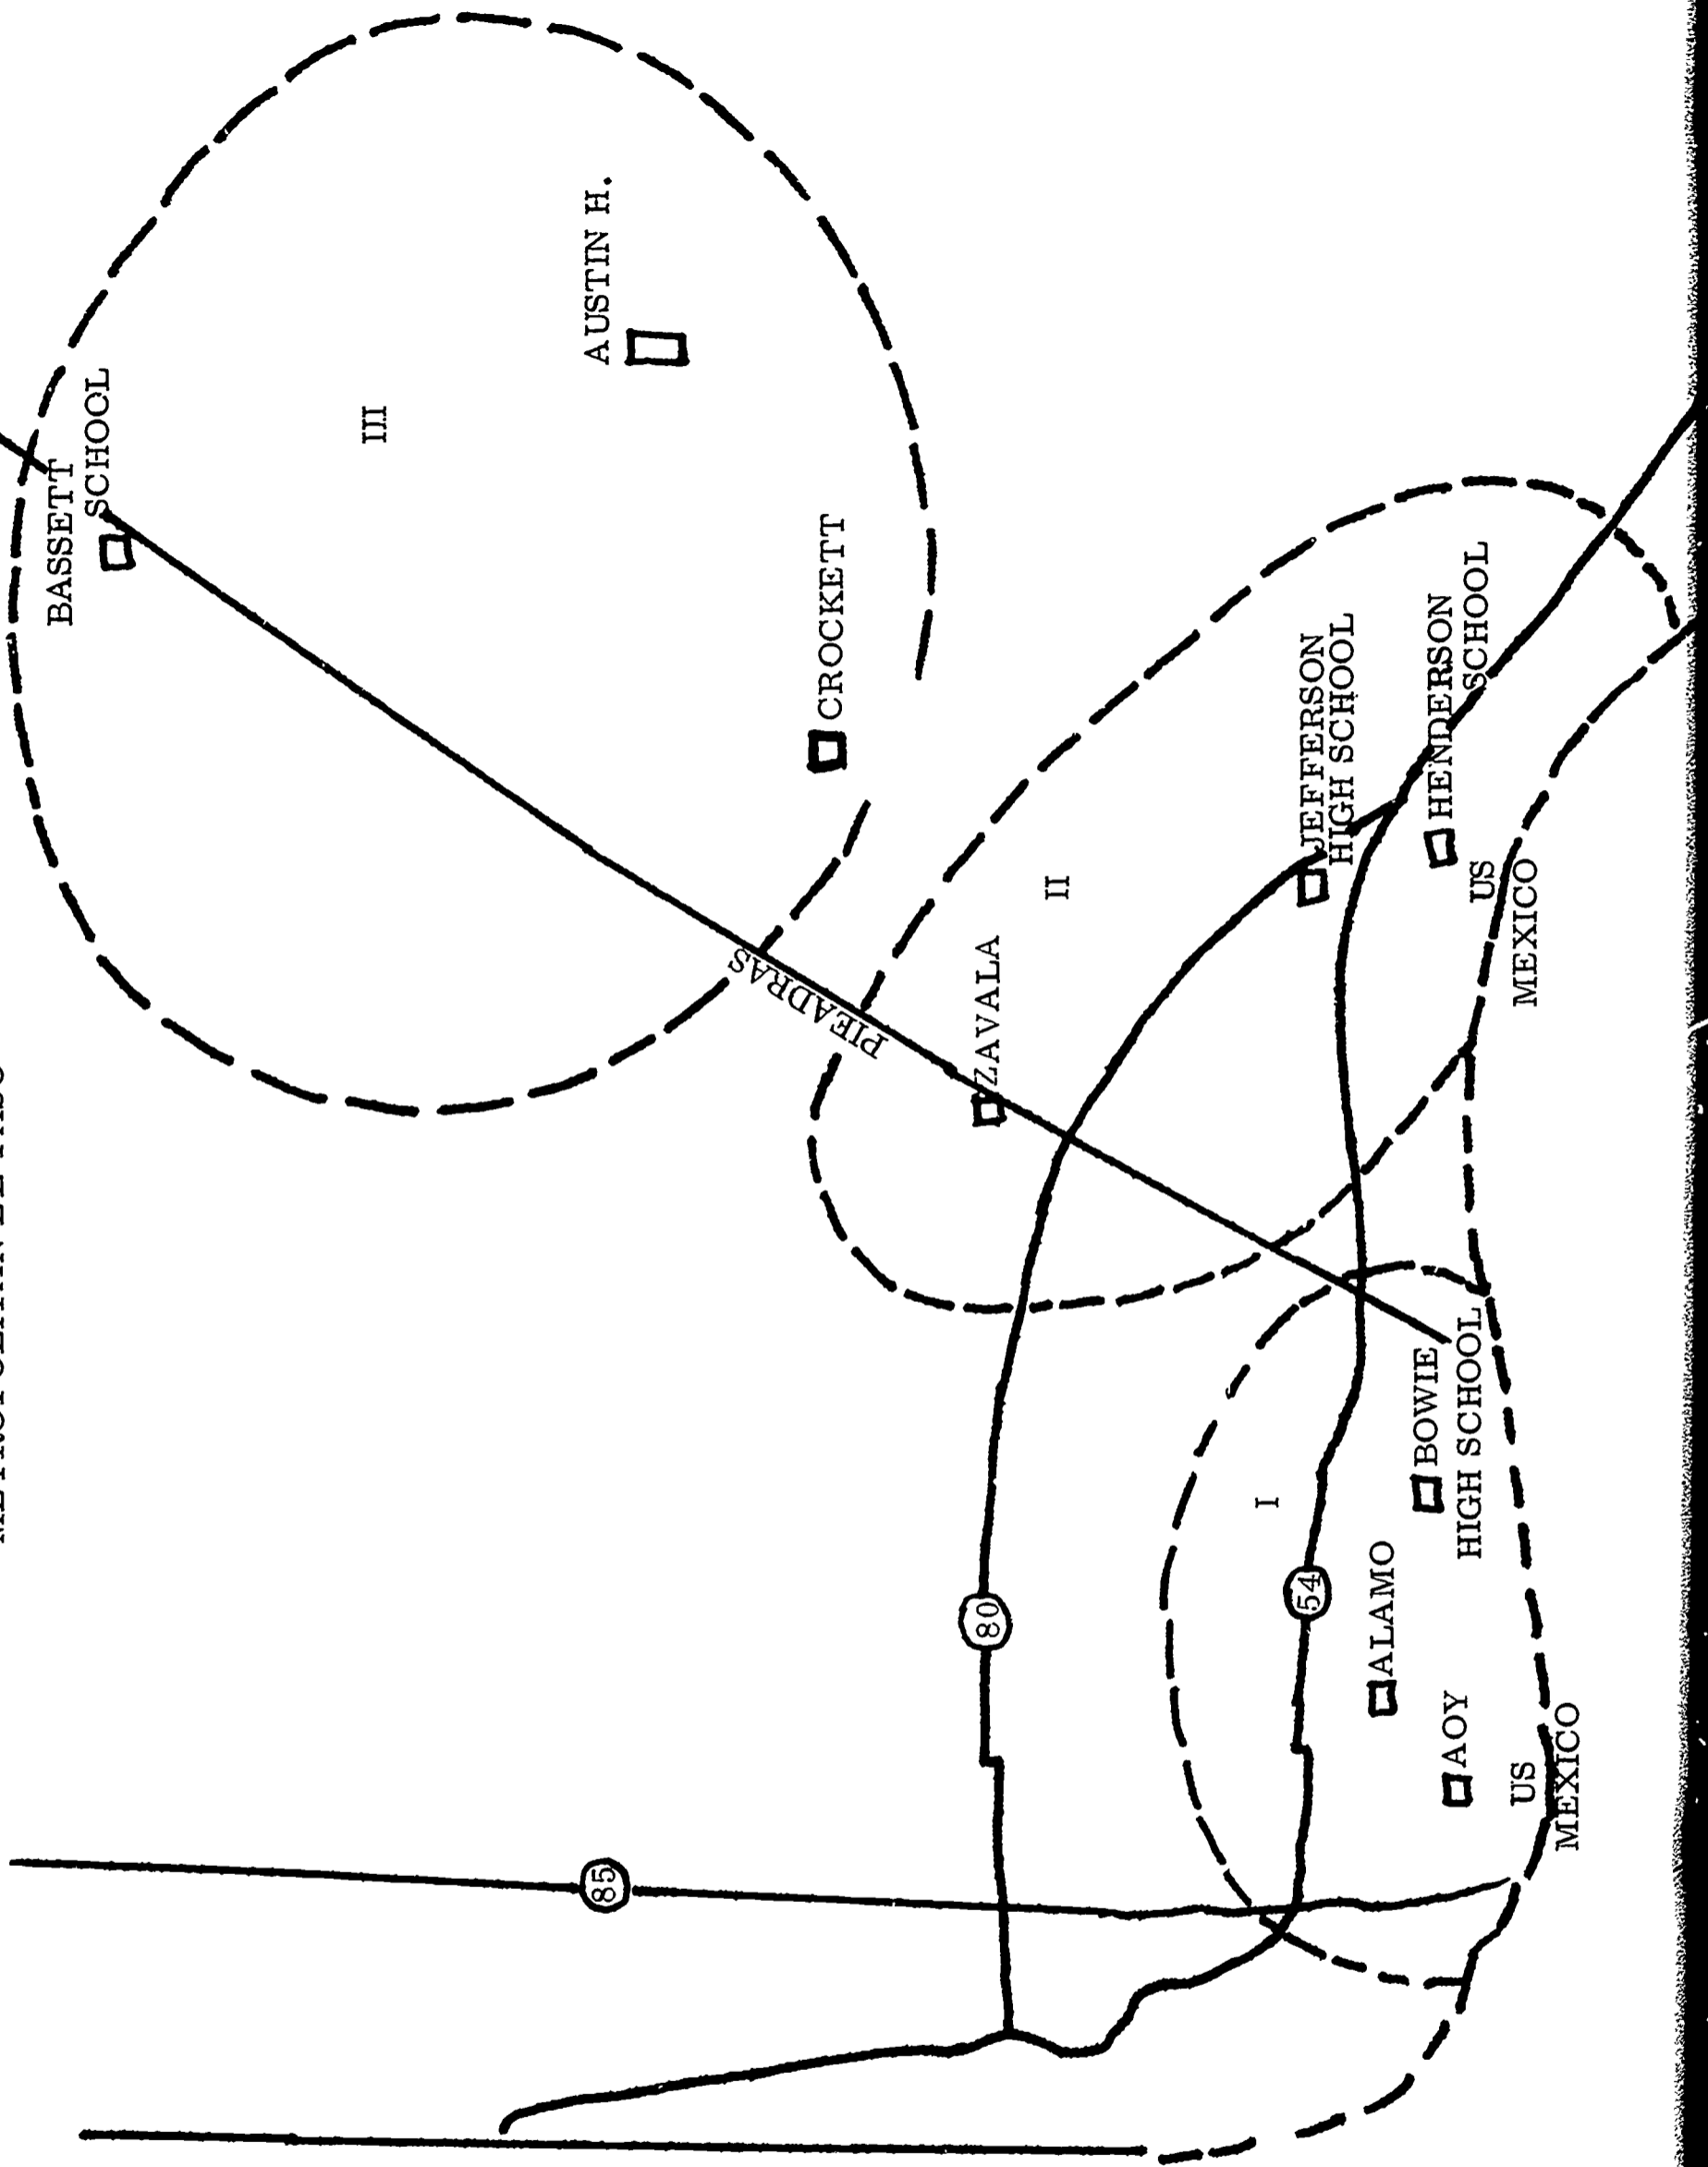 BASSETT
SCHOOL
III
AUSTIN H.
CROCKETT
PIEADRAS
II
ZAVALA
JEFFERSON
HIGH SCHOOL
HENDERSON
SCHOOL
US
MEXICO
85
80
54
I
ALAMO
BOWIE
HIGH SCHOOL
AOY
US
MEXICO